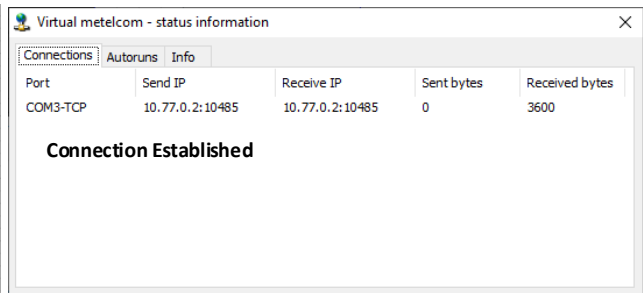 Virtual metelcom - status information
Connections Autoruns Info
Port Send IP Receive IP Sent bytes Received bytes
COM3-TCP 10.77.0.2:10485 10.77.0.2:10485 0 3600
Connection Established